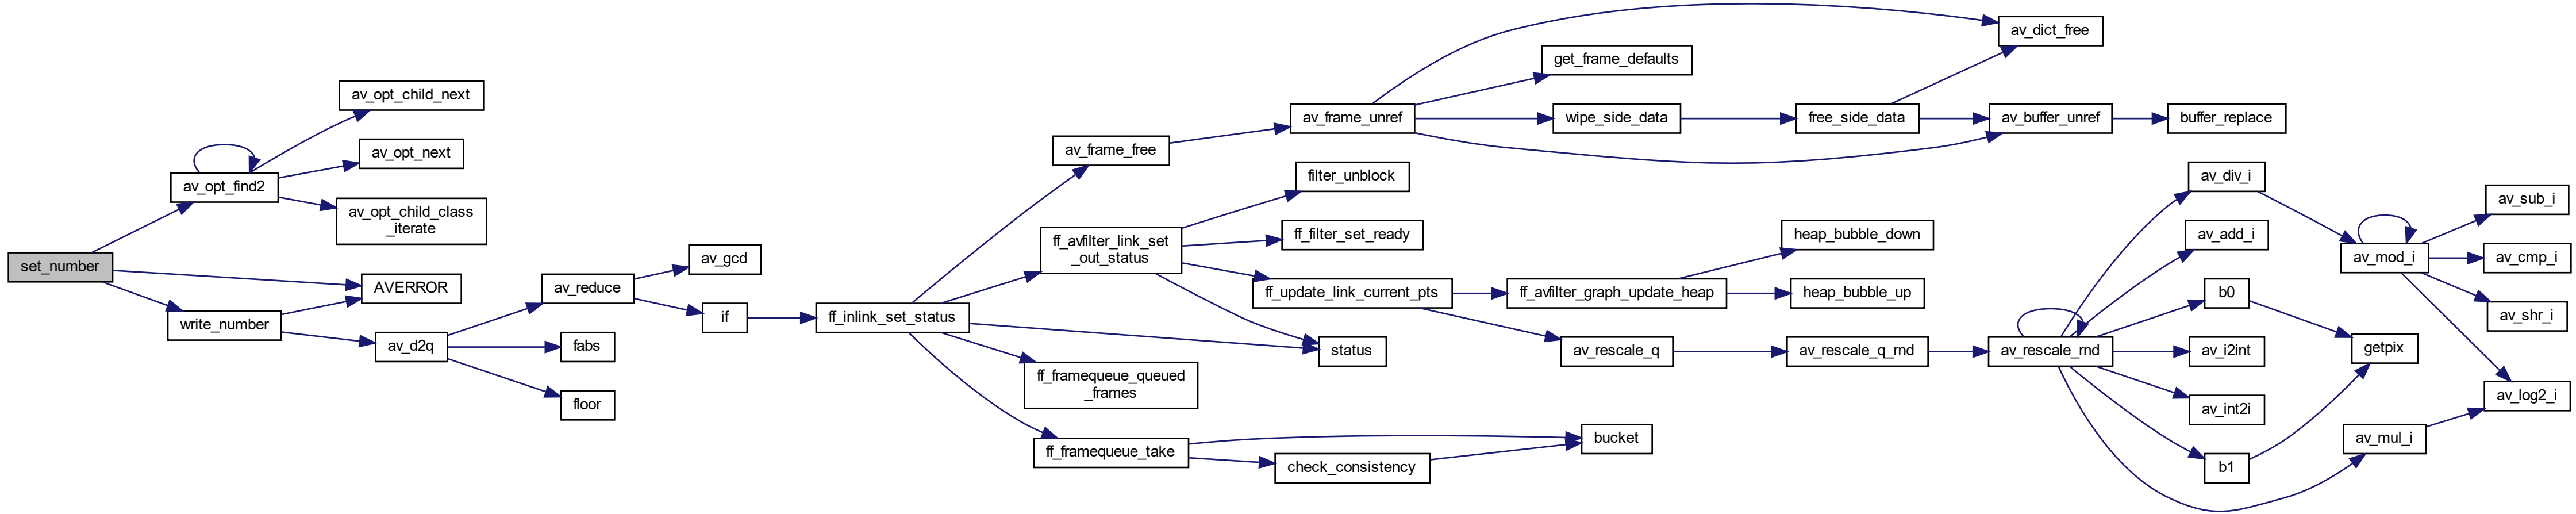 set_number
av_opt_find2
av_opt_child_next
av_opt_next
av_opt_child_class
_iterate
AVERROR
write_number
av_d2q
av_reduce
fabs
floor
av_gcd
if
ff_inlink_set_status
av_frame_free
ff_avfilter_link_set
_out_status
ff_framequeue_queued
_frames
ff_framequeue_take
av_frame_unref
filter_unblock
ff_filter_set_ready
ff_update_link_current_pts
status
check_consistency
bucket
get_frame_defaults
wipe_side_data
ff_avfilter_graph_update_heap
av_rescale_q
free_side_data
heap_bubble_down
heap_bubble_up
av_rescale_q_rnd
av_dict_free
av_buffer_unref
buffer_replace
av_rescale_rnd
av_div_i
av_add_i
b0
av_i2int
av_int2i
b1
av_mod_i
getpix
av_mul_i
av_sub_i
av_cmp_i
av_shr_i
av_log2_i